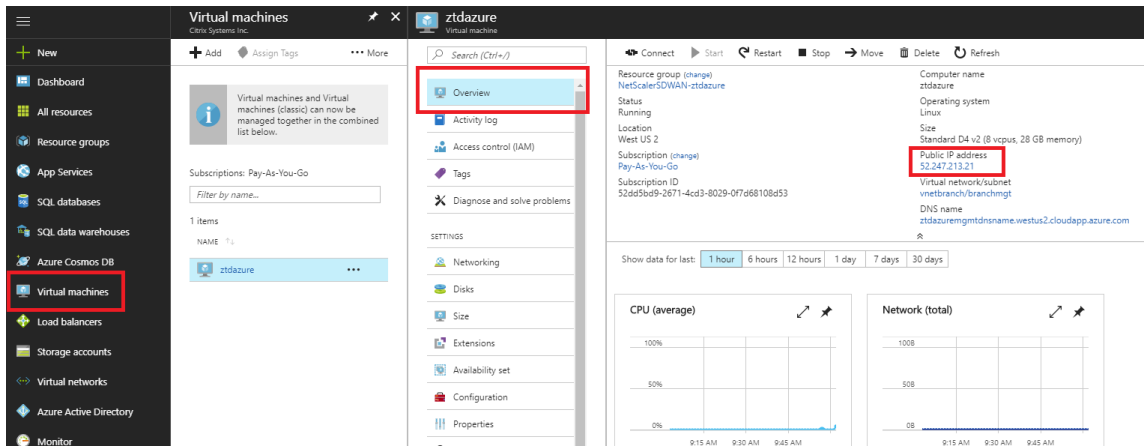 New
Dashboard
All resources
Resource groups
App Services
SQL databases
SQL data warehouses
Azure Cosmos DB
Virtual machines
Load balancers
Storage accounts
Virtual networks
Azure Active Directory
Monitor
Virtual machines
Citrix Systems Inc.
Add Assign Tags ••• More
Virtual machines and Virtual
machines (classic) can now be
managed together in the combined
list below.
Subscriptions: Pay-As-You-Go
Filter by name...
1 items
NAME
ztdazure •••
ztdazure
Virtual machine
Search (Ctrl+/)
Overview
Activity log
Access control (IAM)
Tags
Diagnose and solve problems
SETTINGS
Networking
Disks
Size
Extensions
Availability set
Configuration
Properties
Connect Start Restart Stop Move Delete Refresh
Resource group (change)
NetScalerSDWAN-ztdazure
Status
Running
Location
West US 2
Subscription (change)
Pay-As-You-Go
Subscription ID
52dd5bd9-2671-4cd3-8029-0f7d68108d53
Computer name
ztdazure
Operating system
Linux
Size
Standard D4 v2 (8 vcpus, 28 GB memory)
Public IP address
52.247.213.21
Virtual network/subnet
vnetbranch/branchmgt
DNS name
ztdazuremgmtdnsname.westus2.cloudapp.azure.com
Show data for last: 1 hour 6 hours 12 hours 1 day 7 days 30 days
CPU (average)
100%
50%
0%
9:15 AM 9:30 AM 9:45 AM
Network (total)
100B
50B
0B
9:15 AM 9:30 AM 9:45 AM